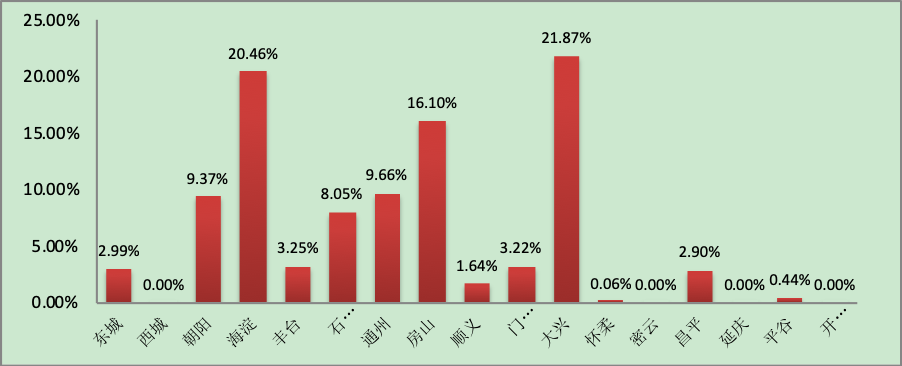 25.00%
20.00%
15.00%
10.00%
5.00%
0.00%
2.99%
0.00%
9.37%
20.46%
3.25%
8.05%
9.66%
16.10%
1.64%
3.22%
21.87%
0.06%
0.00%
2.90%
0.00%
0.44%
0.00%
东城
西城
朝阳
海淀
丰台
石…
通州
房山
顺义
门…
大兴
怀柔
密云
昌平
延庆
平谷
开…